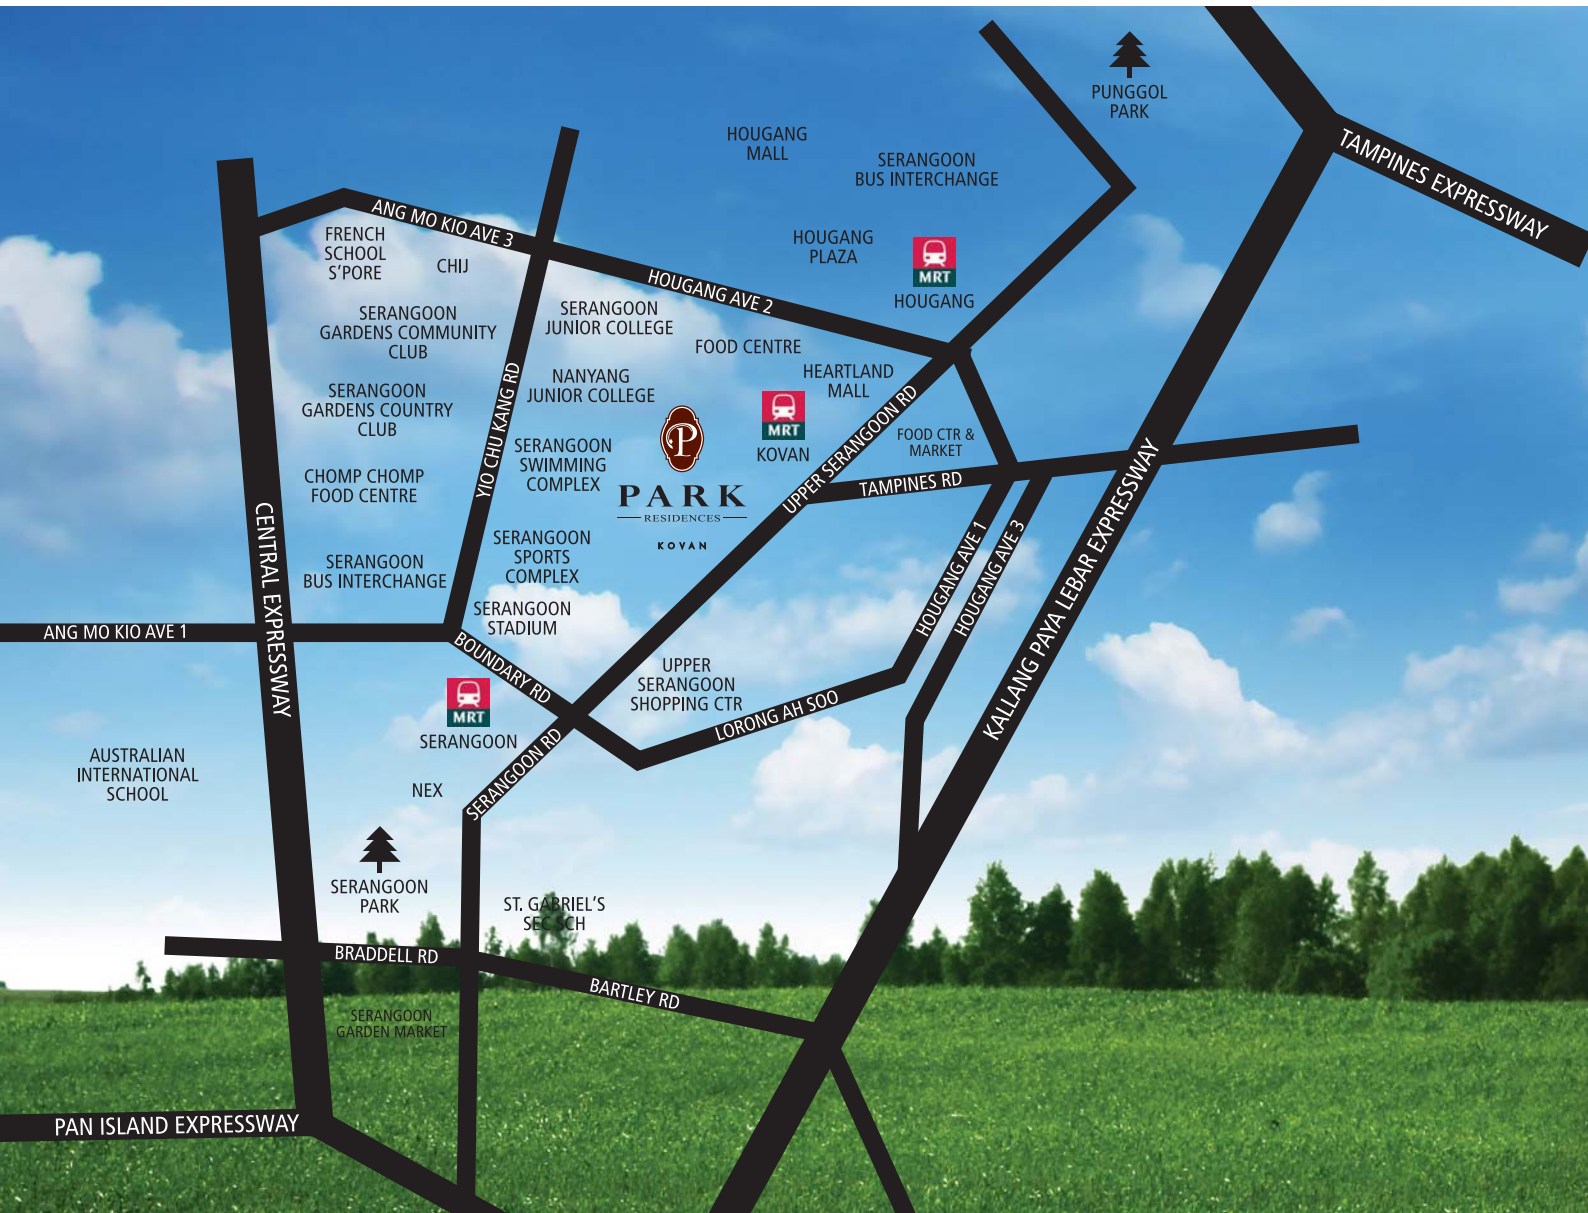 PUNGGOL
PARK
TAMPINES EXPRESSWAY
HOUGANG
MALL
SERANGOON
BUS INTERCHANGE
ANG MO KIO AVE 3
FRENCH
SCHOOL
S'PORE
CHIJ
HOUGANG
PLAZA
MRT
HOUGANG
HOUGANG AVE 2
SERANGOON
GARDENS COMMUNITY
CLUB
SERANGOON
JUNIOR COLLEGE
FOOD CENTRE
HEARTLAND
MALL
NANYANG
JUNIOR COLLEGE
SERANGOON
GARDENS COUNTRY
CLUB
YIO CHU KANG RD
P
MRT
KOVAN
UPPER SERANGOON RD
FOOD CTR &
MARKET
TAMPINES RD
SERANGOON
SWIMMING
COMPLEX
PARK
RESIDENCES
KOVAN
CHOMP CHOMP
FOOD CENTRE
CENTRAL EXPRESSWAY
SERANGOON
BUS INTERCHANGE
SERANGOON
SPORTS
COMPLEX
SERANGOON
STADIUM
HOUGANG AVE 1
HOUGANG AVE 3
KALLANG PAYA LEBAR EXPRESSWAY
ANG MO KIO AVE 1
BOUNDARY RD
UPPER
SERANGOON
SHOPPING CTR
LORONG AH SOO
MRT
SERANGOON
SERANGOON RD
AUSTRALIAN
INTERNATIONAL
SCHOOL
NEX
SERANGOON
PARK
ST. GABRIEL'S
SEC SCH
BRADDELL RD
BARTLEY RD
SERANGOON
GARDEN MARKET
PAN ISLAND EXPRESSWAY